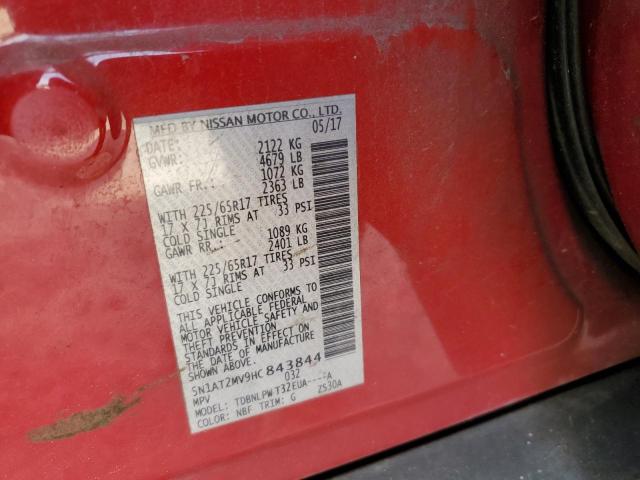 MFD BY NISSAN MOTOR CO., LTD.
DATE: 05/17
GVWR: 2122 KG
4679 LB
GAWR FR.: 1072 KG
2363 LB
WITH 225/65R17 TIRES
17 X 7J RIMS AT 33 PSI
COLD SINGLE
GAWR RR.: 1089 KG
2401 LB
WITH 225/65R17 TIRES
17 X 7J RIMS AT 33 PSI
COLD SINGLE
THIS VEHICLE CONFORMS TO
ALL APPLICABLE FEDERAL
MOTOR VEHICLE SAFETY AND
THEFT PREVENTION
STANDARDS IN EFFECT ON
THE DATE OF MANUFACTURE
SHOWN ABOVE.
5N1AT2MV9HC 843844
MPV 032
MODEL: TDBNLPW T32EUA----A
COLOR: NBF TRIM: G Z530A